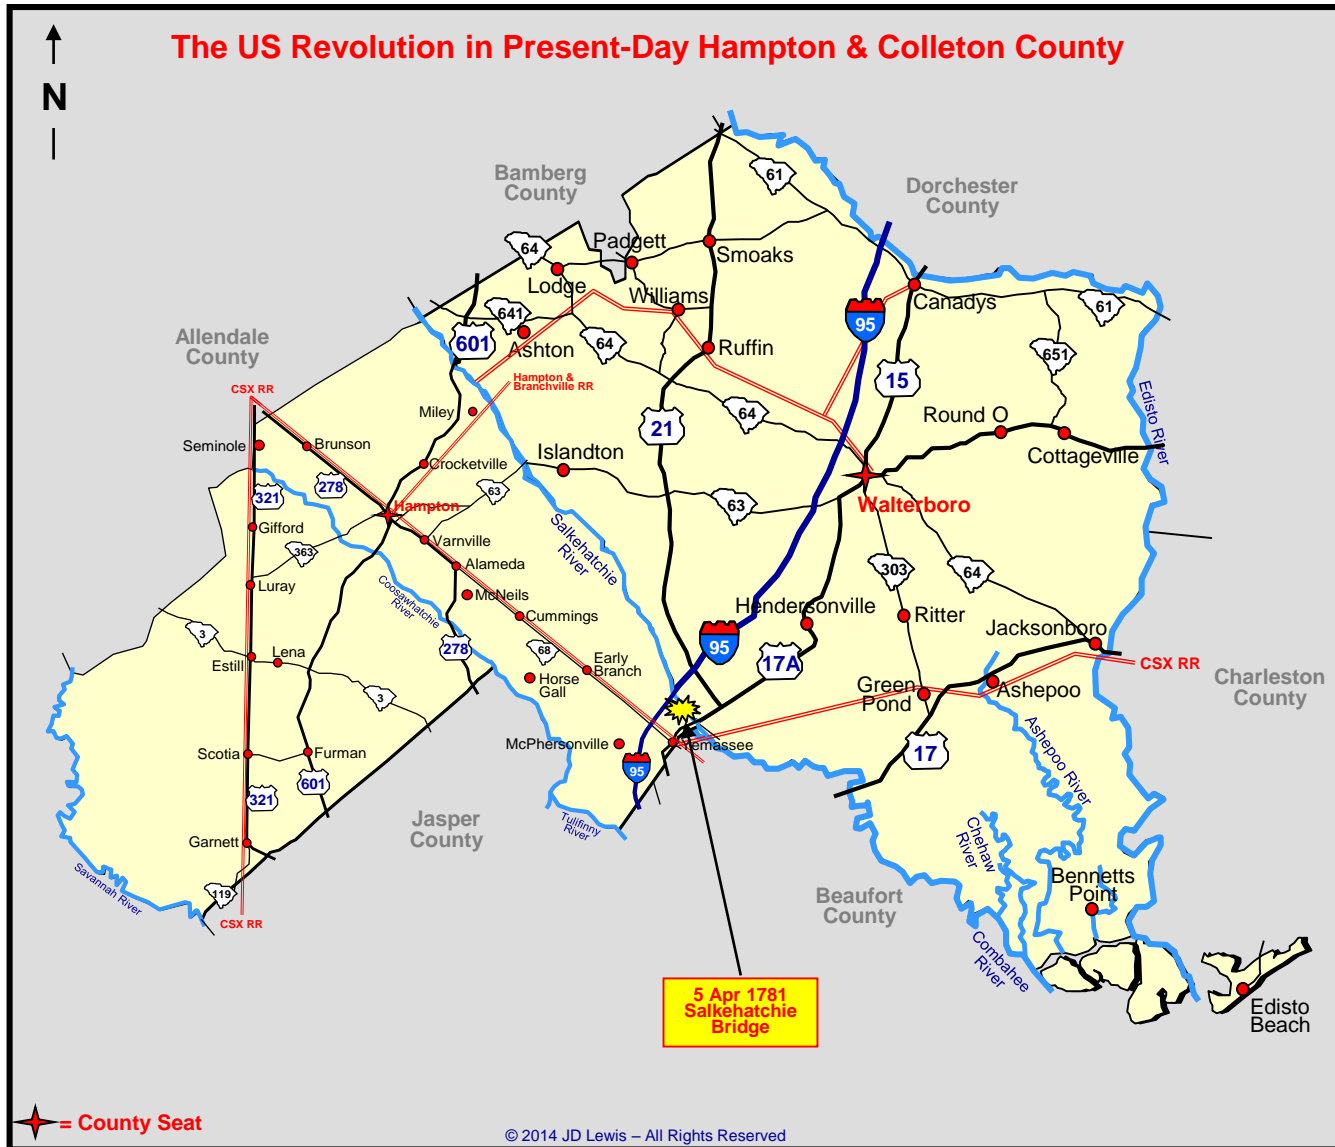 The US Revolution in Present-Day Hampton & Colleton County
N
61
Bamberg
County
Dorchester
County
64
Padgett
Smoaks
Lodge
Williams
Canadys
61
641
95
Allendale
County
601
Ashton
64
Ruffin
651
15
Hampton &
Branchville RR
CSX RR
Edisto River
Miley
64
Round O
21
Seminole
Brunson
Islandton
Cottageville
Crocketville
278
321
63
63
Hampton
Walterboro
Gifford
Salkehatchie
River
363
Varnville
Alameda
303
64
Luray
Coosawhatchie
River
McNeils
Hendersonville
Cummings
Ritter
3
Jacksonboro
278
68
95
Estill
Lena
Early
Branch
17A
CSX RR
Horse
Gall
Green
Pond
Ashepoo
Charleston
County
3
McPhersonville
Yemassee
Scotia
Furman
17
Ashepoo River
95
601
321
Jasper
County
Tulifinny
River
Garnett
Chehaw
River
Savannah River
119
Bennetts
Point
Beaufort
County
CSX RR
Combahee
River
5 Apr 1781
Salkehatchie
Bridge
Edisto
Beach
= County Seat
© 2014 JD Lewis – All Rights Reserved